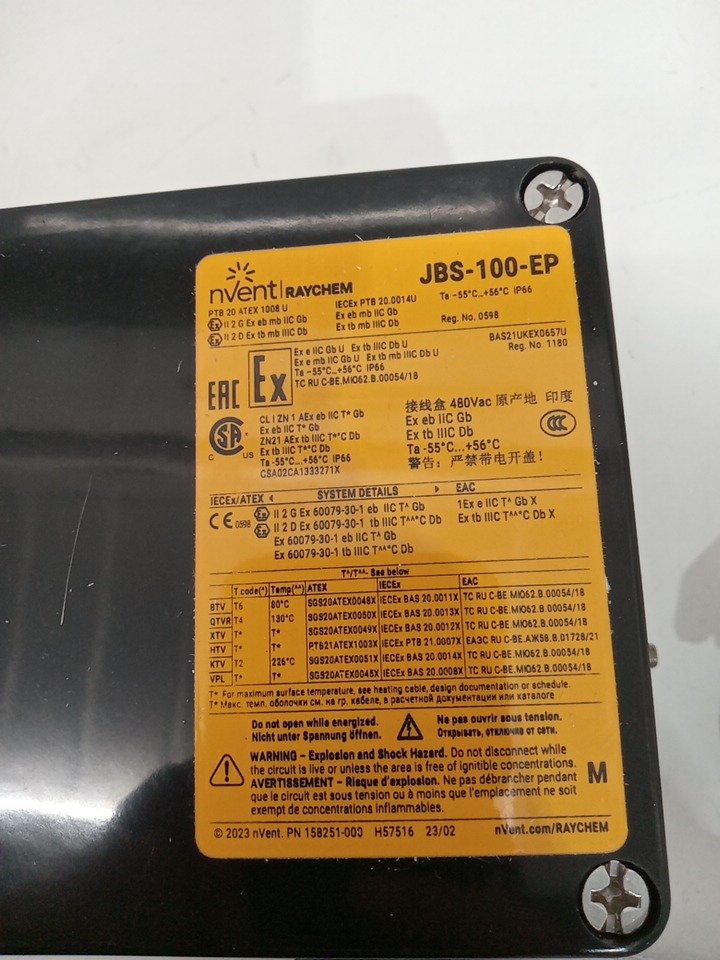 nVent RAYCHEM
JBS-100-EP
PTB 20 ATEX 1008 U
II 2 G Ex eb mb IIC Gb
II 2 D Ex tb mb IIIC Db
IECEx PTB 20.0014U
Ex eb mb IIC Gb
Ex tb mb IIIC Db
Ta -55°C...+56°C IP66
Reg. No. 0598
BAS21UKEX0657U
Reg. No. 1180
EAC Ex
Ex e IIC Gb U Ex tb IIIC Db U
Ex e mb IIC Gb U Ex tb mb IIIC Db U
Ta -55°C...+56°C IP66
TC RU C-BE.МЮ62.В.00054/18
C SA US
CL I ZN 1 AEx eb IIC T* Gb
Ex eb IIC T* Gb
ZN21 AEx tb IIIC T*°C Db
Ex tb IIIC T*°C Db
Ta -55°C...+56°C IP66
CSA02CA1333271X
接线盒 480Vac 原产地 印度
Ex eb IIC Gb
Ex tb IIIC Db
Ta -55°C...+56°C
警告：严禁带电开盖！
CCC
IECEx/ATEX SYSTEM DETAILS EAC
CE 0598
II 2 G Ex 60079-30-1 eb IIC T^ Gb
II 2 D Ex 60079-30-1 tb IIIC T^^°C Db
Ex 60079-30-1 eb IIC T^ Gb
Ex 60079-30-1 tb IIIC T^^°C Db
1Ex e IIC T^ Gb X
Ex tb IIIC T^^°C Db X
T^/T^^- See below
T code(^) Temp(^^) ATEX IECEx EAC
BTV T6 80°C SGS20ATEX0048X IECEx BAS 20.0011X TC RU C-BE.МЮ62.В.00054/18
QTVR T4 130°C SGS20ATEX0050X IECEx BAS 20.0013X TC RU C-BE.МЮ62.В.00054/18
XTV T* T* SGS20ATEX0049X IECEx BAS 20.0012X TC RU C-BE.МЮ62.В.00054/18
HTV T* T* PTB21ATEX1003X IECEx PTB 21.0007X ЕАЭС RU C-BE.АЖ58.В.01728/21
KTV T2 226°C SGS20ATEX0051X IECEx BAS 20.0014X TC RU C-BE.МЮ62.В.00054/18
VPL T* T* SGS20ATEX0045X IECEx BAS 20.0008X TC RU C-BE.МЮ62.В.00054/18
T* For maximum surface temperature, see heating cable, design documentation or schedule.
T* Макс. темп. оболочки см. на гр. кабеле, в расчетной документации или каталоге
Do not open while energized.
Nicht unter Spannung öffnen.
Ne pas ouvrir sous tension.
Открывать, отключив от сети.
WARNING – Explosion and Shock Hazard. Do not disconnect while
the circuit is live or unless the area is free of ignitible concentrations.
AVERTISSEMENT – Risque d'explosion. Ne pas débrancher pendant
que le circuit est sous tension ou à moins que l'emplacement ne soit
exempt de concentrations inflammables.
M
© 2023 nVent. PN 158251-000 H57516 23/02 nVent.com/RAYCHEM